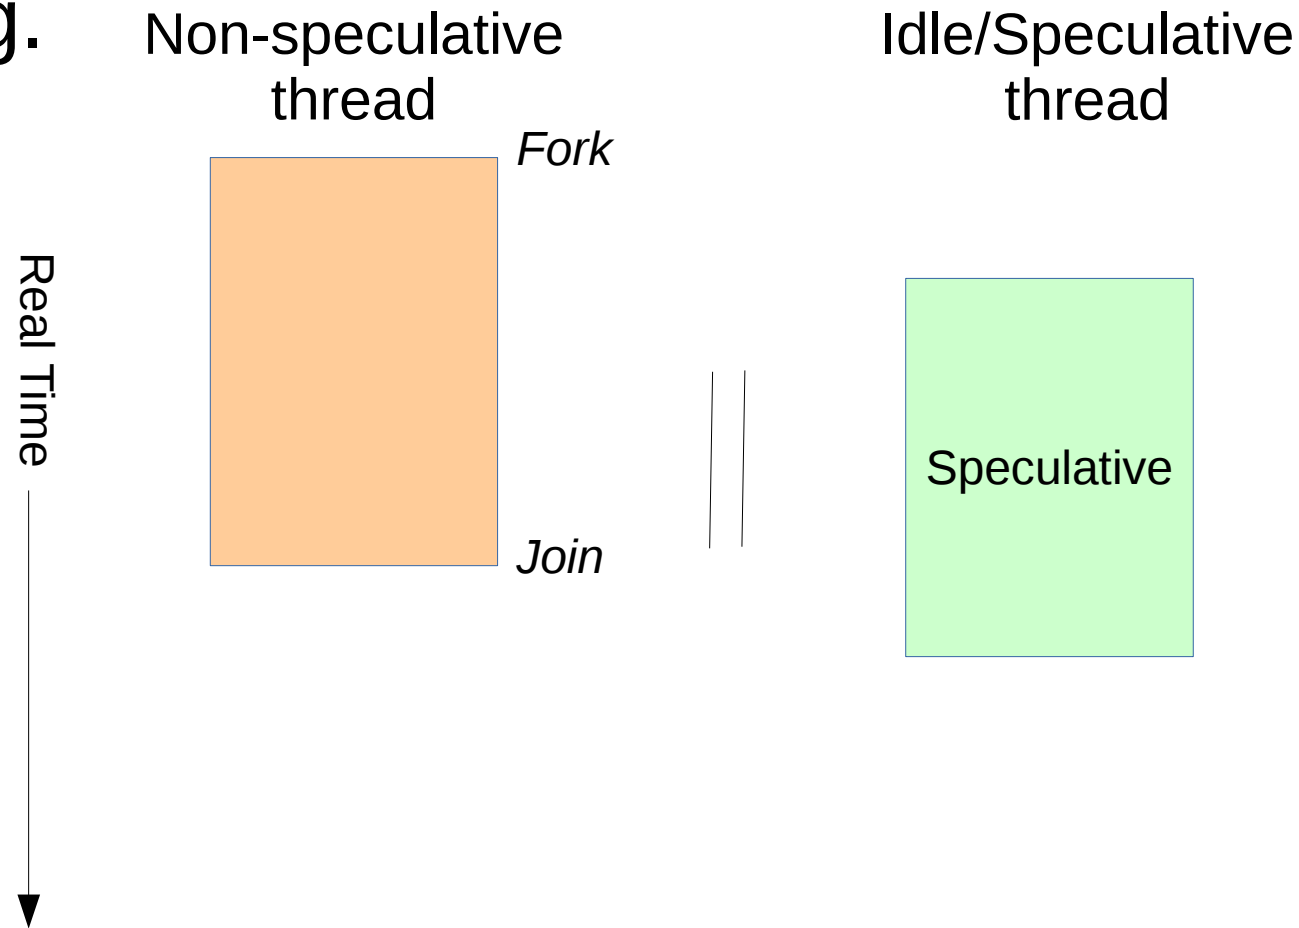 g.
Non-speculative
thread
Idle/Speculative
thread
Fork
Real Time
Speculative
Join